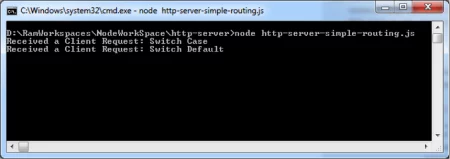 C:\Windows\system32\cmd.exe - node  http-server-simple-routing.js
D:\RamWorkspaces\NodeWorkSpace\http-server>node http-server-simple-routing.js
Received a Client Request: Switch Case
Received a Client Request: Switch Default